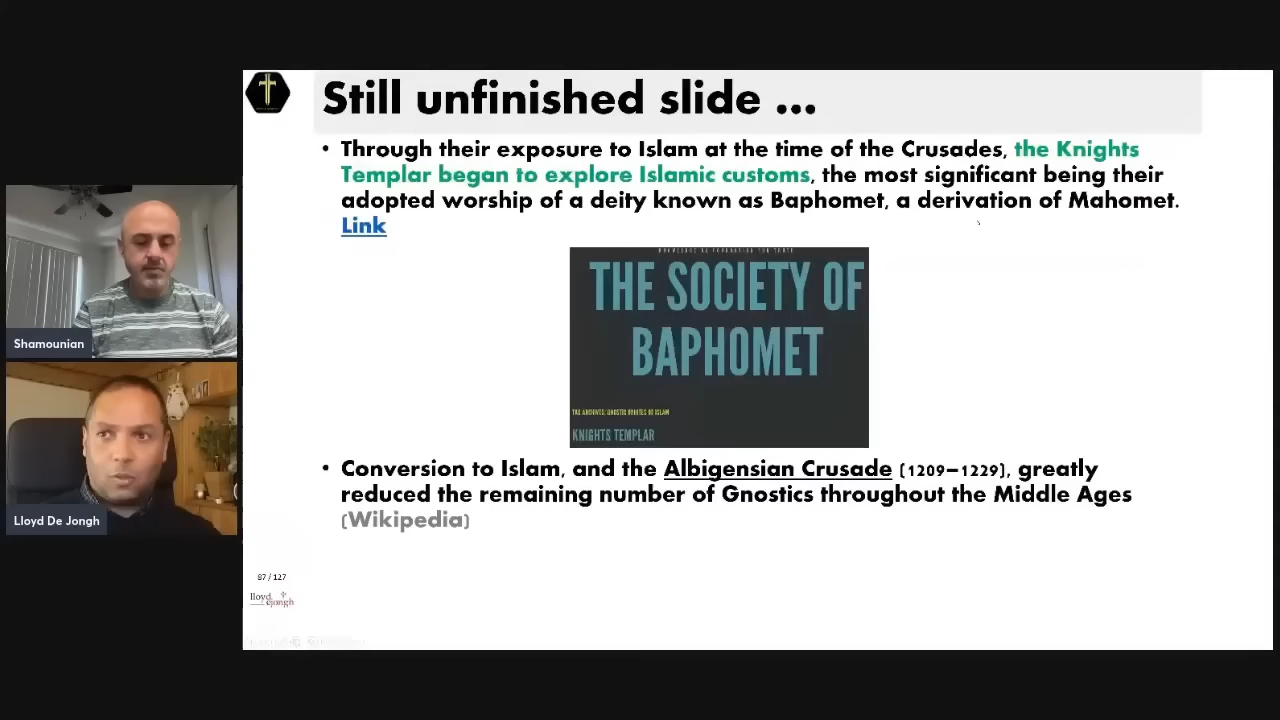 Still unfinished slide ...
• Through their exposure to Islam at the time of the Crusades, the Knights
Templar began to explore Islamic customs, the most significant being their
adopted worship of a deity known as Baphomet, a derivation of Mahomet.
Link
THE SOCIETY OF
BAPHOMET
KNIGHTS TEMPLAR
• Conversion to Islam, and the Albigensian Crusade (1209–1229), greatly
reduced the remaining number of Gnostics throughout the Middle Ages
(Wikipedia)
Shamounian
Lloyd De Jongh
87 / 127
lloyd
dejongh